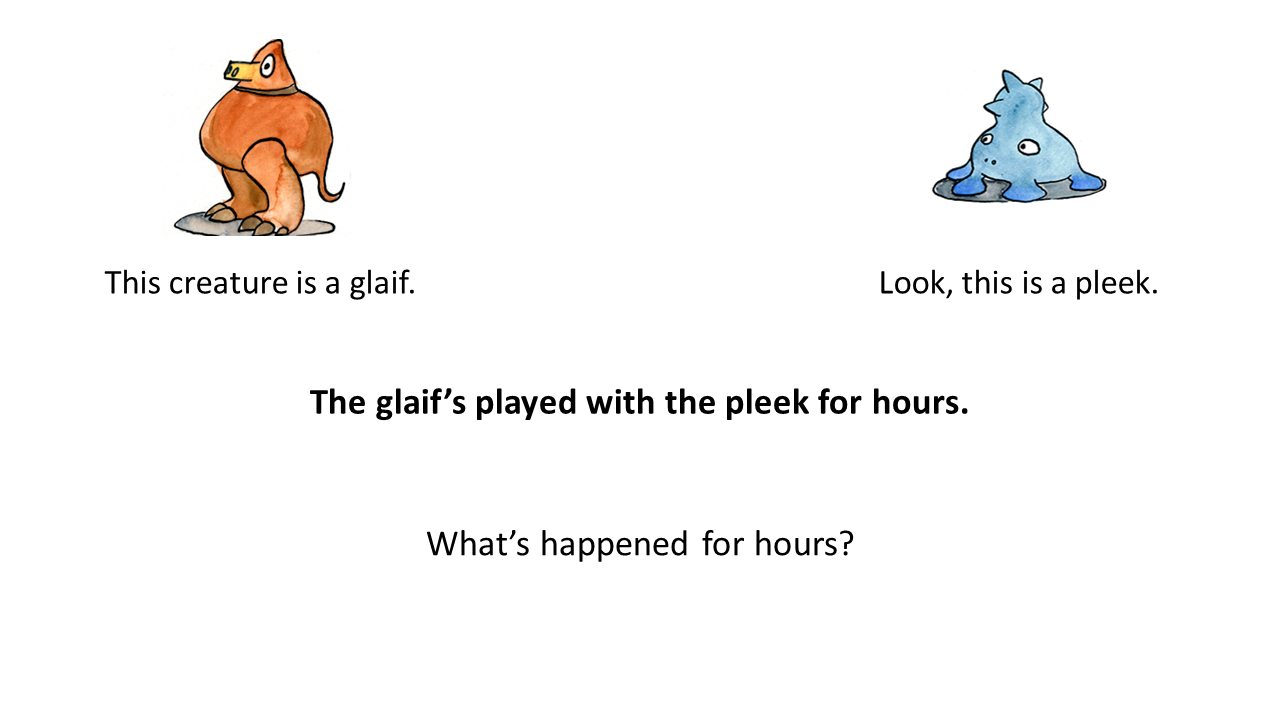 This creature is a glaif.
Look, this is a pleek.
The glaif’s played with the pleek for hours.
What’s happened for hours?